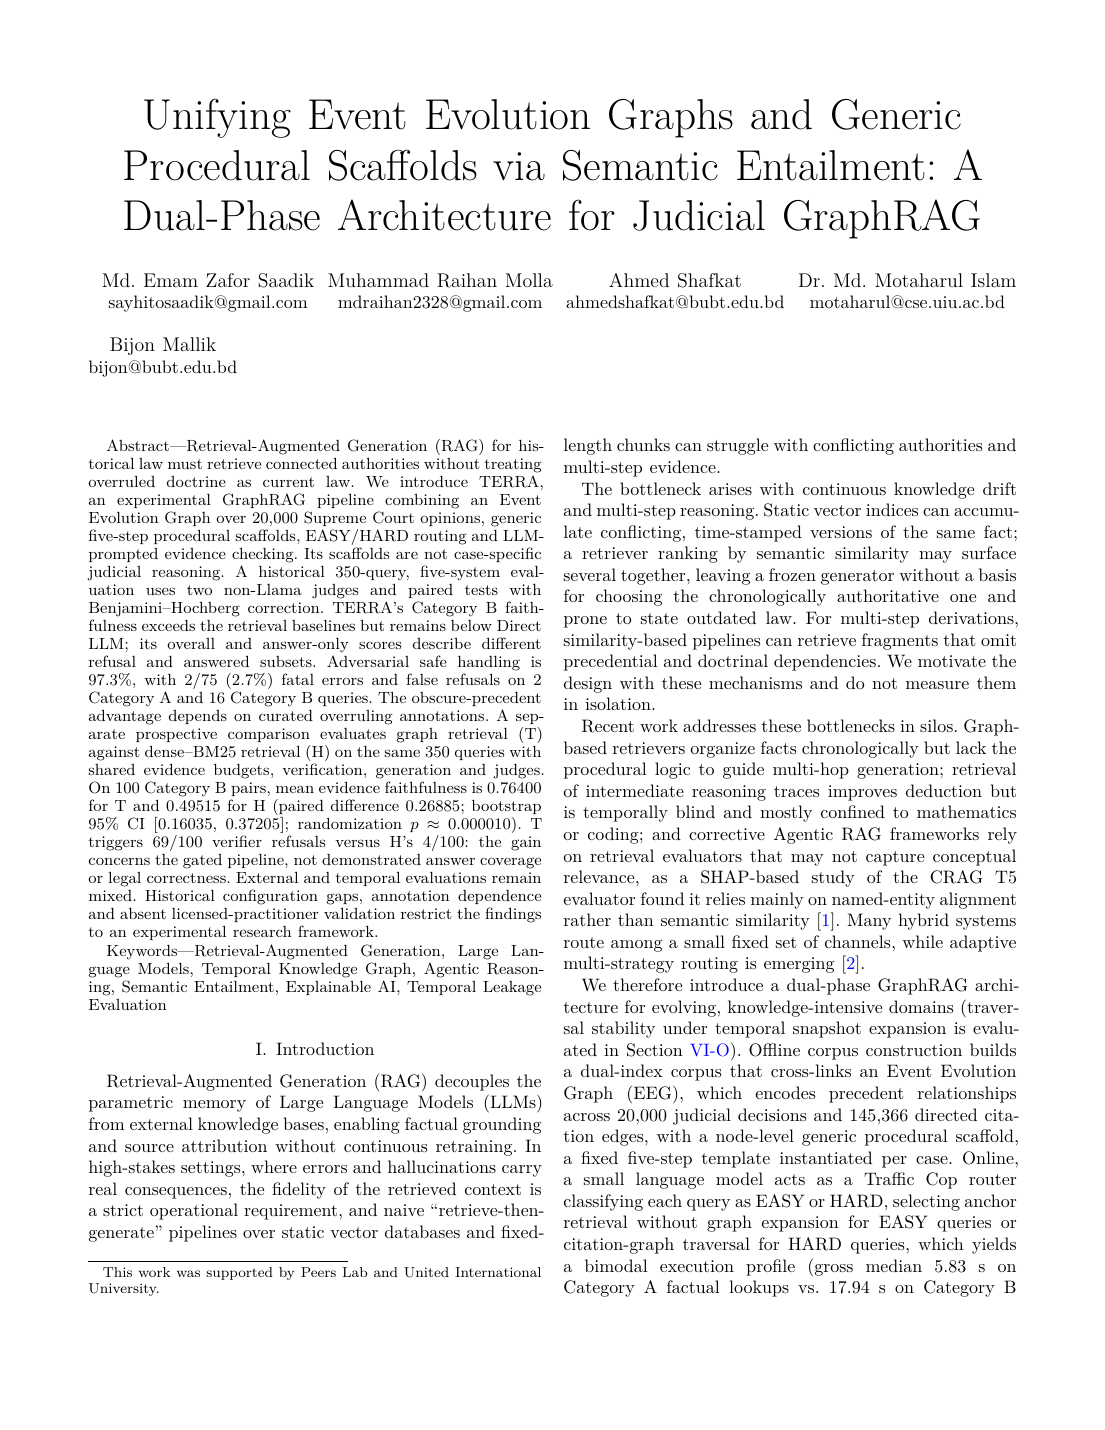 Unifying Event Evolution Graphs and Generic
Procedural Scaffolds via Semantic Entailment: A
Dual-Phase Architecture for Judicial GraphRAG
Md. Emam Zafor Saadik
sayhitosaadik@gmail.com
Muhammad Raihan Molla
mdraihan2328@gmail.com
Ahmed Shafkat
ahmedshafkat@bubt.edu.bd
Dr. Md. Motaharul Islam
motaharul@cse.uiu.ac.bd
Bijon Mallik
bijon@bubt.edu.bd
Abstract—Retrieval-Augmented Generation (RAG) for his-
torical law must retrieve connected authorities without treating
overruled doctrine as current law. We introduce TERRA,
an experimental GraphRAG pipeline combining an Event
Evolution Graph over 20,000 Supreme Court opinions, generic
five-step procedural scaffolds, EASY/HARD routing and LLM-
prompted evidence checking. Its scaffolds are not case-specific
judicial reasoning. A historical 350-query, five-system eval-
uation uses two non-Llama judges and paired tests with
Benjamini–Hochberg correction. TERRA's Category B faith-
fulness exceeds the retrieval baselines but remains below Direct
LLM; its overall and answer-only scores describe different
refusal and answered subsets. Adversarial safe handling is
97.3%, with 2/75 (2.7%) fatal errors and false refusals on 2
Category A and 16 Category B queries. The obscure-precedent
advantage depends on curated overruling annotations. A sep-
arate prospective comparison evaluates graph retrieval (T)
against dense–BM25 retrieval (H) on the same 350 queries with
shared evidence budgets, verification, generation and judges.
On 100 Category B pairs, mean evidence faithfulness is 0.76400
for T and 0.49515 for H (paired difference 0.26885; bootstrap
95% CI [0.16035, 0.37205]; randomization p ≈ 0.000010). T
triggers 69/100 verifier refusals versus H's 4/100: the gain
concerns the gated pipeline, not demonstrated answer coverage
or legal correctness. External and temporal evaluations remain
mixed. Historical configuration gaps, annotation dependence
and absent licensed-practitioner validation restrict the findings
to an experimental research framework.
Keywords—Retrieval-Augmented Generation, Large Lan-
guage Models, Temporal Knowledge Graph, Agentic Reason-
ing, Semantic Entailment, Explainable AI, Temporal Leakage
Evaluation
I. Introduction
Retrieval-Augmented Generation (RAG) decouples the
parametric memory of Large Language Models (LLMs)
from external knowledge bases, enabling factual grounding
and source attribution without continuous retraining. In
high-stakes settings, where errors and hallucinations carry
real consequences, the fidelity of the retrieved context is
a strict operational requirement, and naive “retrieve-then-
generate” pipelines over static vector databases and fixed-
This work was supported by Peers Lab and United International
University.
length chunks can struggle with conflicting authorities and
multi-step evidence.
The bottleneck arises with continuous knowledge drift
and multi-step reasoning. Static vector indices can accumu-
late conflicting, time-stamped versions of the same fact;
a retriever ranking by semantic similarity may surface
several together, leaving a frozen generator without a basis
for choosing the chronologically authoritative one and
prone to state outdated law. For multi-step derivations,
similarity-based pipelines can retrieve fragments that omit
precedential and doctrinal dependencies. We motivate the
design with these mechanisms and do not measure them
in isolation.
Recent work addresses these bottlenecks in silos. Graph-
based retrievers organize facts chronologically but lack the
procedural logic to guide multi-hop generation; retrieval
of intermediate reasoning traces improves deduction but
is temporally blind and mostly confined to mathematics
or coding; and corrective Agentic RAG frameworks rely
on retrieval evaluators that may not capture conceptual
relevance, as a SHAP-based study of the CRAG T5
evaluator found it relies mainly on named-entity alignment
rather than semantic similarity [1]. Many hybrid systems
route among a small fixed set of channels, while adaptive
multi-strategy routing is emerging [2].
We therefore introduce a dual-phase GraphRAG archi-
tecture for evolving, knowledge-intensive domains (traver-
sal stability under temporal snapshot expansion is evalu-
ated in Section VI-O). Offline corpus construction builds
a dual-index corpus that cross-links an Event Evolution
Graph (EEG), which encodes precedent relationships
across 20,000 judicial decisions and 145,366 directed cita-
tion edges, with a node-level generic procedural scaffold,
a fixed five-step template instantiated per case. Online,
a small language model acts as a Traffic Cop router
classifying each query as EASY or HARD, selecting anchor
retrieval without graph expansion for EASY queries or
citation-graph traversal for HARD queries, which yields
a bimodal execution profile (gross median 5.83 s on
Category A factual lookups vs. 17.94 s on Category B